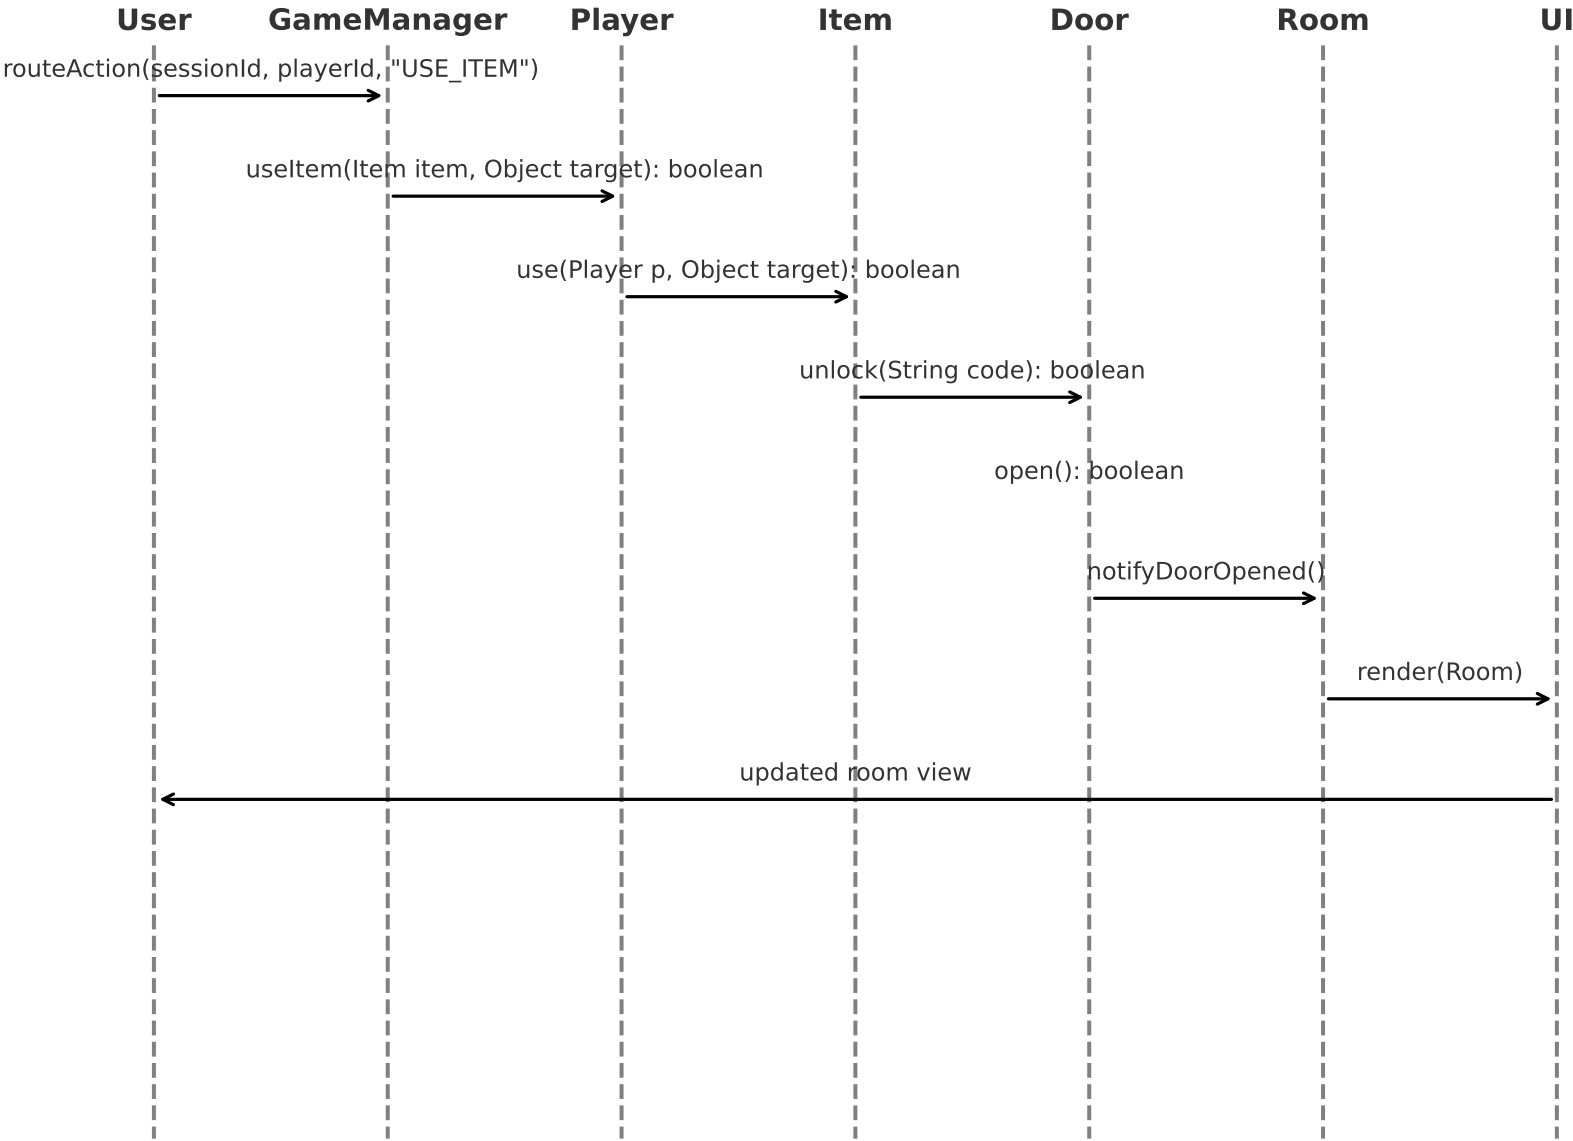 User GameManager Player Item Door Room UI
routeAction(sessionId, playerId, "USE_ITEM")
useItem(Item item, Object target): boolean
use(Player p, Object target): boolean
unlock(String code): boolean
open(): boolean
notifyDoorOpened()
render(Room)
updated room view